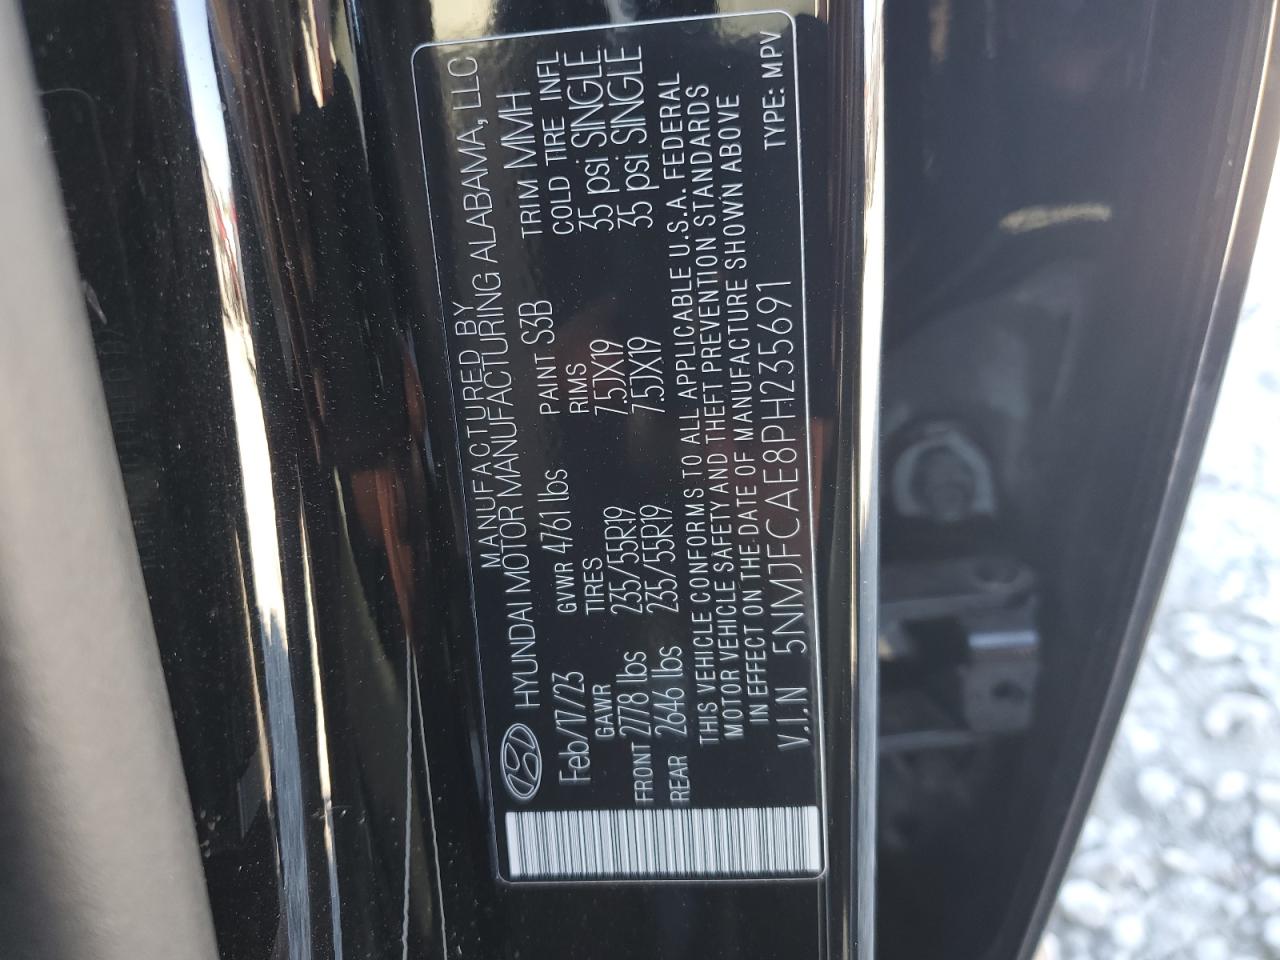 MANUFACTURED BY
HYUNDAI MOTOR MANUFACTURING ALABAMA, LLC
Feb/17/23 GVWR 4761 lbs PAINT S3B TRIM MMH
GAWR TIRES RIMS COLD TIRE INFL
FRONT 2778 lbs 235/55R19 7.5JX19 35 psi SINGLE
REAR 2646 lbs 235/55R19 7.5JX19 35 psi SINGLE
THIS VEHICLE CONFORMS TO ALL APPLICABLE U.S.A. FEDERAL
MOTOR VEHICLE SAFETY AND THEFT PREVENTION STANDARDS
IN EFFECT ON THE DATE OF MANUFACTURE SHOWN ABOVE
V.I.N 5NMJFCAE8PH235691 TYPE: MPV